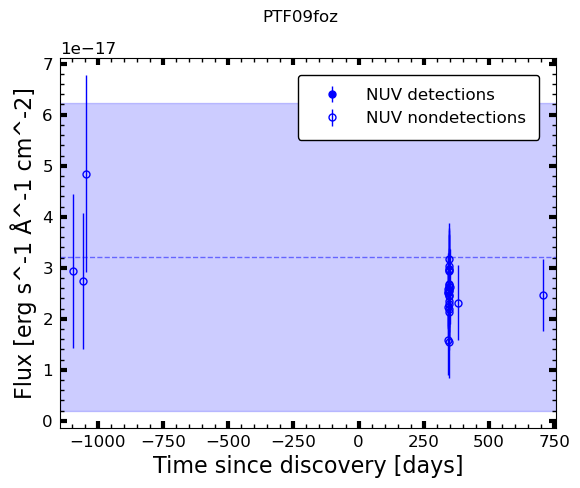 PTF09foz
1e−17
7
6
5
4
3
2
1
0
Flux [erg s^-1 Å^-1 cm^-2]
NUV detections
NUV nondetections
−1000
−750
−500
−250
0
250
500
750
Time since discovery [days]